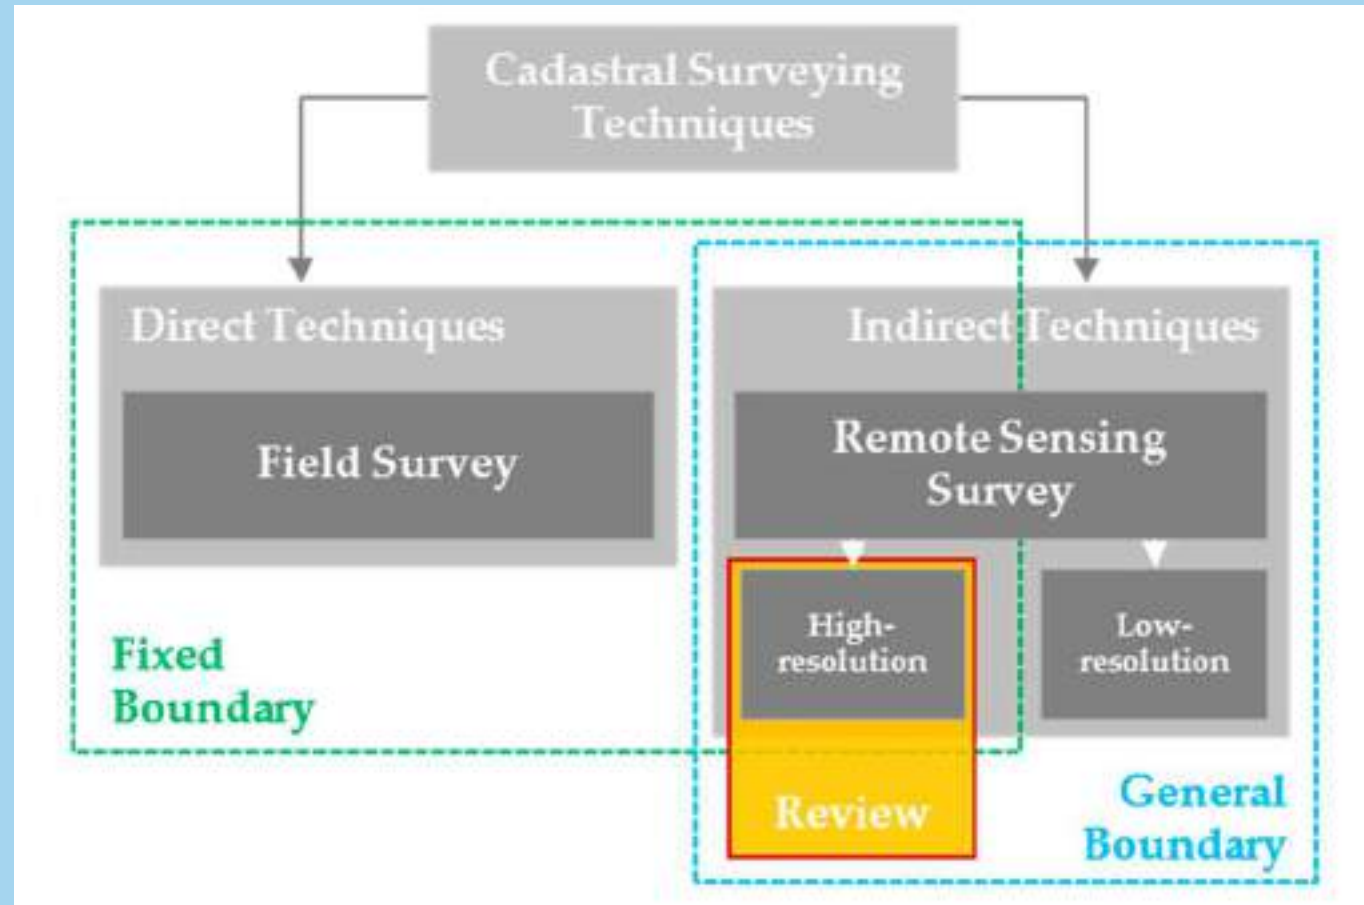 Cadastral Surveying
Techniques
Direct Techniques
Indirect Techniques
Field Survey
Remote Sensing
Survey
High-
resolution
Low-
resolution
Fixed
Boundary
Review
General
Boundary